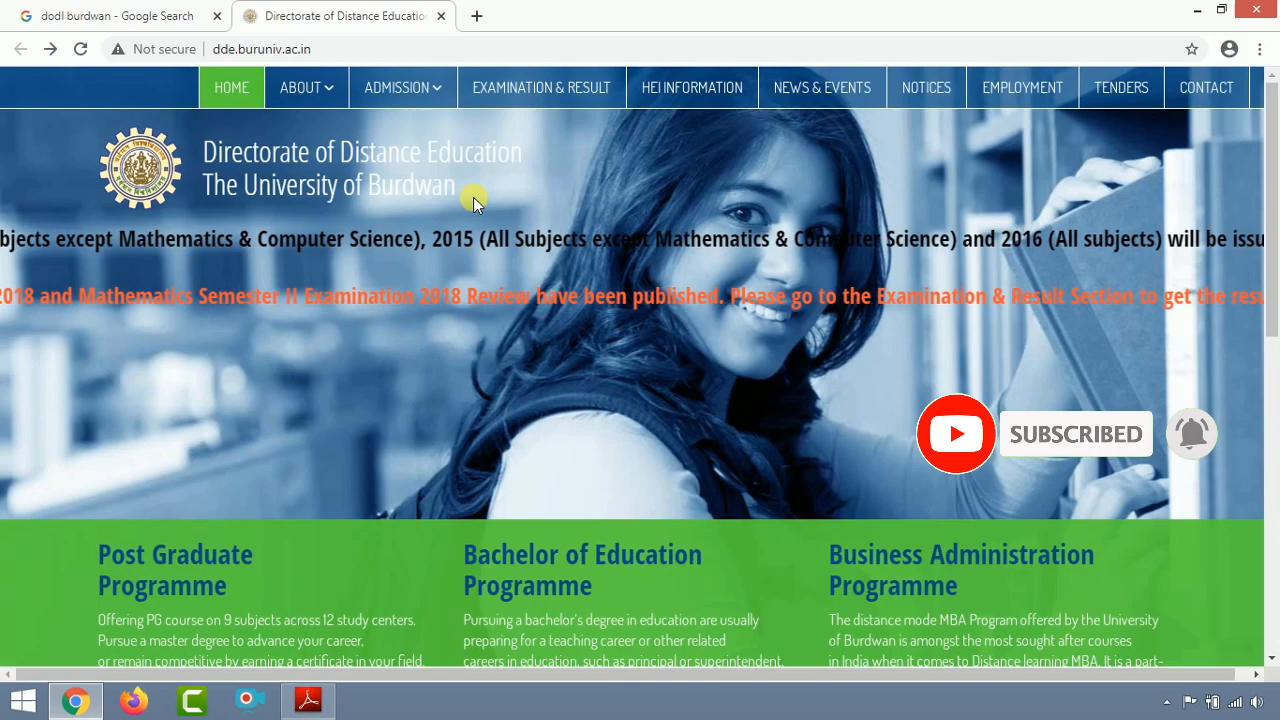 dodl burdwan - Google Search
Directorate of Distance Educatio
Not secure
dde.buruniv.ac.in
HOME
ABOUT
ADMISSION
EXAMINATION & RESULT
HEI INFORMATION
NEWS & EVENTS
NOTICES
EMPLOYMENT
TENDERS
CONTACT
Directorate of Distance Education
The University of Burdwan
bjects except Mathematics & Computer Science), 2015 (All Subjects except Mathematics & Computer Science) and 2016 (All subjects) will be issu
2018 and Mathematics Semester II Examination 2018 Review have been published. Please go to the Examination & Result Section to get the resu
SUBSCRIBED
Post Graduate
Programme
Offering PG course on 9 subjects across 12 study centers.
Pursue a master degree to advance your career,
or remain competitive by earning a certificate in your field.
Bachelor of Education
Programme
Pursuing a bachelor's degree in education are usually
preparing for a teaching career or other related
careers in education, such as principal or superintendent.
Business Administration
Programme
The distance mode MBA Program offered by the University
of Burdwan is amongst the most sought after courses
in India when it comes to Distance learning MBA. It is a part-